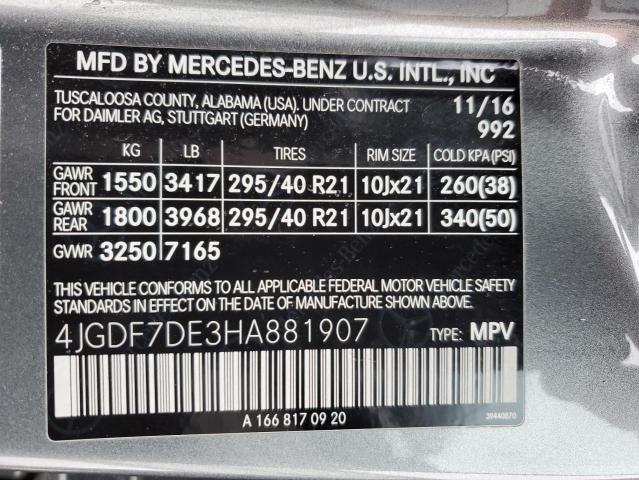 MFD BY MERCEDES-BENZ U.S. INTL., INC
TUSCALOOSA COUNTY, ALABAMA (USA). UNDER CONTRACT 11/16
FOR DAIMLER AG, STUTTGART (GERMANY) 992
KG LB TIRES RIM SIZE COLD KPA(PSI)
GAWR FRONT 1550 3417 295/40 R21 10Jx21 260(38)
GAWR REAR 1800 3968 295/40 R21 10Jx21 340(50)
GVWR 3250 7165
THIS VEHICLE CONFORMS TO ALL APPLICABLE FEDERAL MOTOR VEHICLE SAFETY
STANDARDS IN EFFECT ON THE DATE OF MANUFACTURE SHOWN ABOVE.
4JGDF7DE3HA881907 TYPE: MPV
A 166 817 09 20
39440870